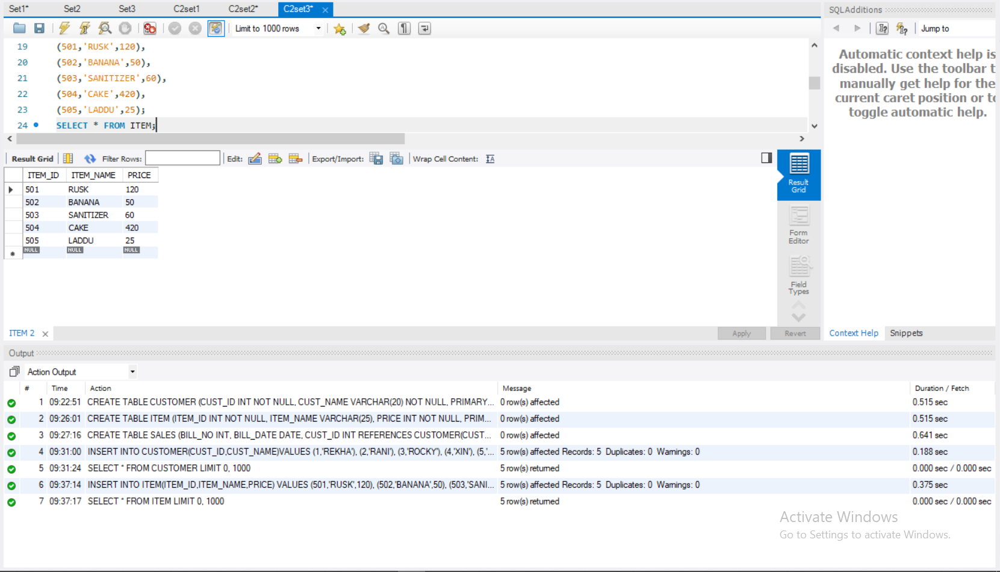 Set1* Set2 Set3 C2set1 C2set2* C2set3*
Limit to 1000 rows
19 (501,'RUSK',120),
20 (502,'BANANA',50),
21 (503,'SANITIZER',60),
22 (504,'CAKE',420),
23 (505,'LADDU',25);
24 SELECT * FROM ITEM;
Result Grid Filter Rows: Edit: Export/Import: Wrap Cell Content:
ITEM_ID ITEM_NAME PRICE
501 RUSK 120
502 BANANA 50
503 SANITIZER 60
504 CAKE 420
505 LADDU 25
NULL NULL NULL
Result
Grid
Form
Editor
Field
Types
ITEM 2 Apply Revert
SQLAdditions
Jump to
Automatic context help is
disabled. Use the toolbar t
manually get help for the
current caret position or to
toggle automatic help.
Context Help Snippets
Output
Action Output
# Time Action Message Duration / Fetch
1 09:22:51 CREATE TABLE CUSTOMER (CUST_ID INT NOT NULL, CUST_NAME VARCHAR(20) NOT NULL, PRIMARY... 0 row(s) affected 0.515 sec
2 09:26:01 CREATE TABLE ITEM (ITEM_ID INT NOT NULL, ITEM_NAME VARCHAR(25), PRICE INT NOT NULL, PRIM... 0 row(s) affected 0.515 sec
3 09:27:16 CREATE TABLE SALES (BILL_NO INT, BILL_DATE DATE, CUST_ID INT REFERENCES CUSTOMER(CUST... 0 row(s) affected 0.641 sec
4 09:31:00 INSERT INTO CUSTOMER(CUST_ID,CUST_NAME)VALUES (1,'REKHA'), (2,'RANI'), (3,'ROCKY'), (4,'XIN'), (5,'... 5 row(s) affected Records: 5 Duplicates: 0 Warnings: 0 0.188 sec
5 09:31:24 SELECT * FROM CUSTOMER LIMIT 0, 1000 5 row(s) returned 0.000 sec / 0.000 sec
6 09:37:14 INSERT INTO ITEM(ITEM_ID,ITEM_NAME,PRICE) VALUES (501,'RUSK',120), (502,'BANANA',50), (503,'SANI... 5 row(s) affected Records: 5 Duplicates: 0 Warnings: 0 0.375 sec
7 09:37:17 SELECT * FROM ITEM LIMIT 0, 1000 5 row(s) returned 0.000 sec / 0.000 sec
Activate Windows
Go to Settings to activate Windows.